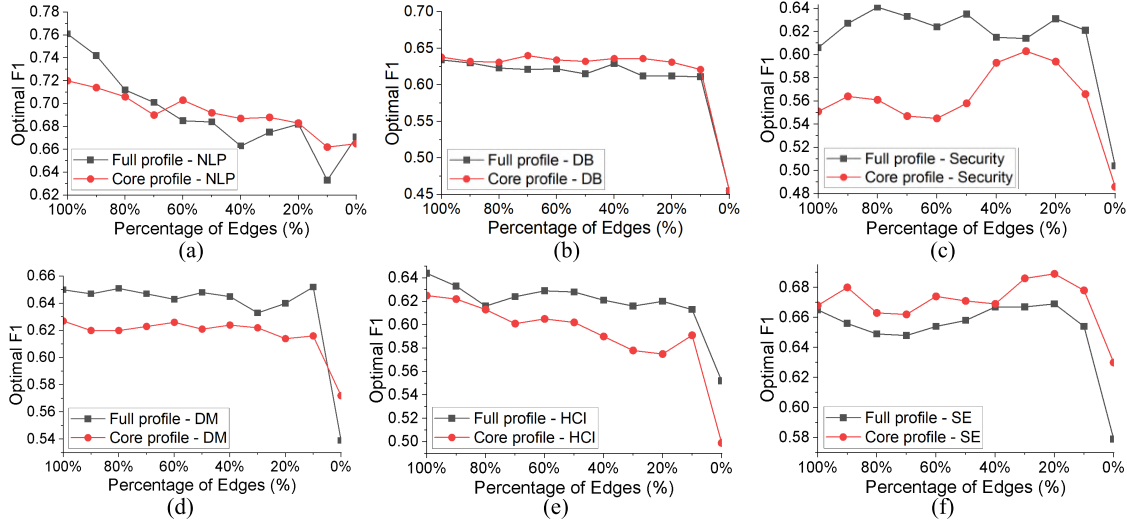 0.78
0.76
0.74
0.72
0.70
0.68
0.66
0.64
0.62
Optimal F1
Full profile - NLP
Core profile - NLP
100% 80% 60% 40% 20% 0%
Percentage of Edges (%)
(a)
0.70
0.65
0.60
0.55
0.50
0.45
Optimal F1
Full profile - DB
Core profile - DB
100% 80% 60% 40% 20% 0%
Percentage of Edges (%)
(b)
0.64
0.60
0.56
0.52
0.50
0.48
Optimal F1
Full profile - Security
Core profile - Security
100% 80% 60% 40% 20% 0%
Percentage of Edges (%)
(c)
0.66
0.64
0.62
0.60
0.58
0.56
0.54
Optimal F1
Full profile - DM
Core profile - DM
100% 80% 60% 40% 20% 0%
Percentage of Edges (%)
(d)
0.64
0.62
0.60
0.58
0.56
0.54
0.52
0.50
Optimal F1
Full profile - HCI
Core profile - HCI
100% 80% 60% 40% 20% 0%
Percentage of Edges (%)
(e)
0.68
0.66
0.64
0.62
0.60
0.58
Optimal F1
Full profile - SE
Core profile - SE
100% 80% 60% 40% 20% 0%
Percentage of Edges (%)
(f)